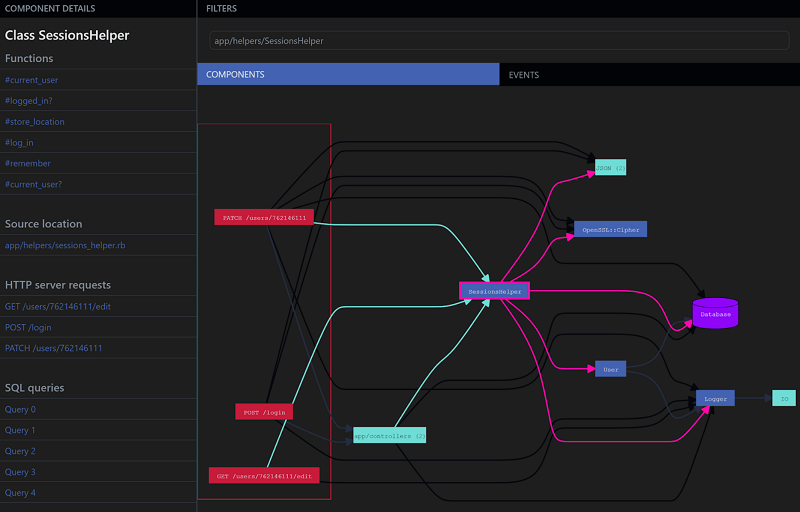 COMPONENT DETAILS
FILTERS
Class SessionsHelper
Functions
#current_user
#logged_in?
#store_location
#log_in
#remember
#current_user?
Source location
app/helpers/sessions_helper.rb
HTTP server requests
GET /users/762146111/edit
POST /login
PATCH /users/762146111
SQL queries
Query 0
Query 1
Query 2
Query 3
Query 4
app/helpers/SessionsHelper
COMPONENTS
EVENTS
JSON (2)
PATCH /users/762146111
OpenSSL::Cipher
SessionsHelper
Database
User
Logger
IO
POST /login
app/controllers (2)
GET /users/762146111/edit